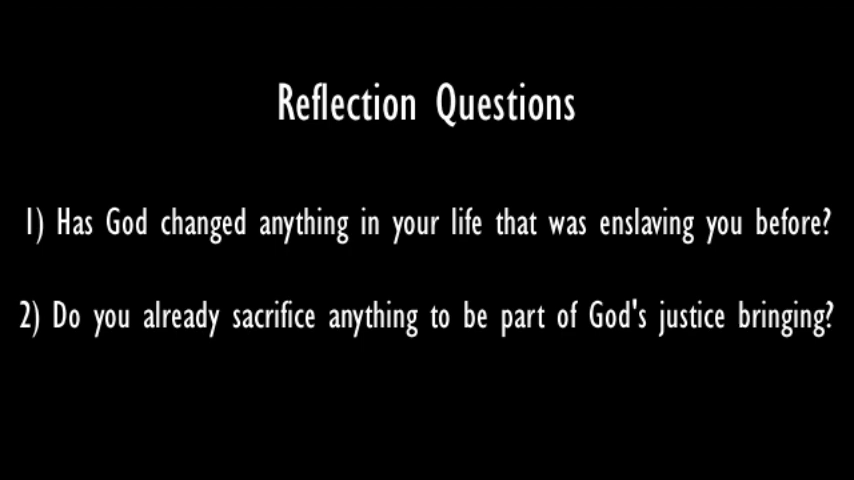 Reflection Questions
1) Has God changed anything in your life that was enslaving you before?
2) Do you already sacrifice anything to be part of God's justice bringing?